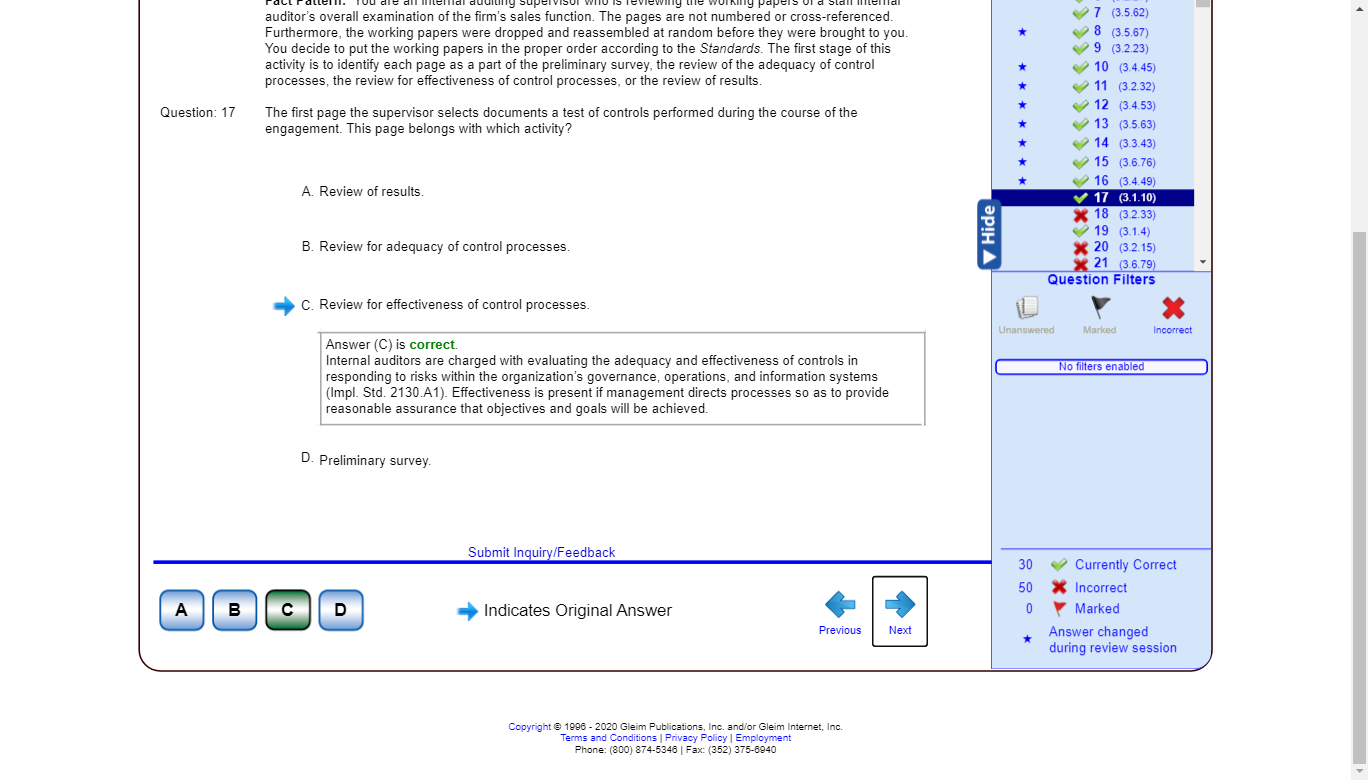 Fact Pattern: You are an internal auditing supervisor who is reviewing the working papers of a staff internal
auditor's overall examination of the firm's sales function. The pages are not numbered or cross-referenced.
Furthermore, the working papers were dropped and reassembled at random before they were brought to you.
You decide to put the working papers in the proper order according to the Standards. The first stage of this
activity is to identify each page as a part of the preliminary survey, the review of the adequacy of control
processes, the review for effectiveness of control processes, or the review of results.
Question: 17
The first page the supervisor selects documents a test of controls performed during the course of the
engagement. This page belongs with which activity?
A. Review of results.
B. Review for adequacy of control processes.
C. Review for effectiveness of control processes.
Answer (C) is correct.
Internal auditors are charged with evaluating the adequacy and effectiveness of controls in
responding to risks within the organization's governance, operations, and information systems
(Impl. Std. 2130.A1). Effectiveness is present if management directs processes so as to provide
reasonable assurance that objectives and goals will be achieved.
D. Preliminary survey.
Submit Inquiry/Feedback
A B C D
Indicates Original Answer
Previous
Next
7 (3.5.62)
8 (3.5.67)
9 (3.2.23)
10 (3.4.45)
11 (3.2.32)
12 (3.4.53)
13 (3.5.63)
14 (3.3.43)
15 (3.6.76)
16 (3.4.49)
17 (3.1.10)
18 (3.2.33)
19 (3.1.4)
20 (3.2.15)
21 (3.6.79)
Hide
Question Filters
Unanswered Marked Incorrect
No filters enabled
30 Currently Correct
50 Incorrect
0 Marked
Answer changed
during review session
Copyright © 1996 - 2020 Gleim Publications, Inc. and/or Gleim Internet, Inc.
Terms and Conditions | Privacy Policy | Employment
Phone: (800) 874-5346 | Fax: (352) 375-6940